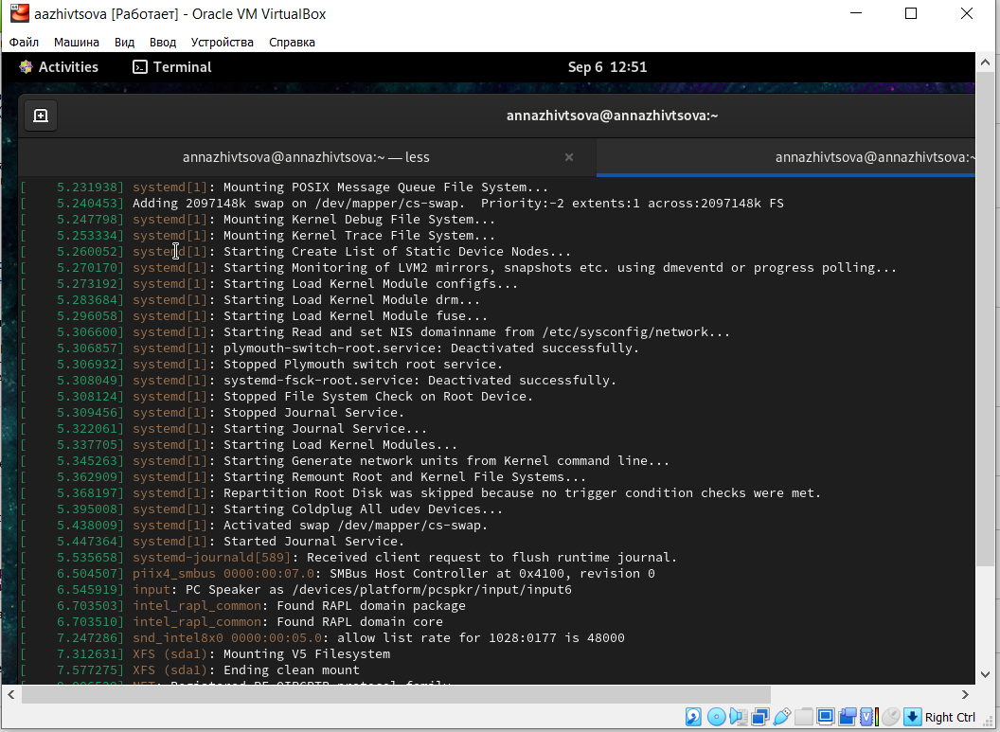 aazhivtsova [Работает] - Oracle VM VirtualBox
Файл Машина Вид Ввод Устройства Справка
Activities Terminal Sep 6 12:51
annazhivtsova@annazhivtsova:~
annazhivtsova@annazhivtsova:~ — less × annazhivtsova@annazhivtsova:~
[ 5.231938] systemd[1]: Mounting POSIX Message Queue File System...
[ 5.240453] Adding 2097148k swap on /dev/mapper/cs-swap. Priority:-2 extents:1 across:2097148k FS
[ 5.247798] systemd[1]: Mounting Kernel Debug File System...
[ 5.253334] systemd[1]: Mounting Kernel Trace File System...
[ 5.260052] systemd[1]: Starting Create List of Static Device Nodes...
[ 5.270170] systemd[1]: Starting Monitoring of LVM2 mirrors, snapshots etc. using dmeventd or progress polling...
[ 5.273192] systemd[1]: Starting Load Kernel Module configfs...
[ 5.283684] systemd[1]: Starting Load Kernel Module drm...
[ 5.296058] systemd[1]: Starting Load Kernel Module fuse...
[ 5.306600] systemd[1]: Starting Read and set NIS domainname from /etc/sysconfig/network...
[ 5.306857] systemd[1]: plymouth-switch-root.service: Deactivated successfully.
[ 5.306932] systemd[1]: Stopped Plymouth switch root service.
[ 5.308049] systemd[1]: systemd-fsck-root.service: Deactivated successfully.
[ 5.308124] systemd[1]: Stopped File System Check on Root Device.
[ 5.309456] systemd[1]: Stopped Journal Service.
[ 5.322061] systemd[1]: Starting Journal Service...
[ 5.337705] systemd[1]: Starting Load Kernel Modules...
[ 5.345263] systemd[1]: Starting Generate network units from Kernel command line...
[ 5.362909] systemd[1]: Starting Remount Root and Kernel File Systems...
[ 5.368197] systemd[1]: Repartition Root Disk was skipped because no trigger condition checks were met.
[ 5.395008] systemd[1]: Starting Coldplug All udev Devices...
[ 5.438009] systemd[1]: Activated swap /dev/mapper/cs-swap.
[ 5.447364] systemd[1]: Started Journal Service.
[ 5.535658] systemd-journald[589]: Received client request to flush runtime journal.
[ 6.504507] piix4_smbus 0000:00:07.0: SMBus Host Controller at 0x4100, revision 0
[ 6.545919] input: PC Speaker as /devices/platform/pcspkr/input/input6
[ 6.703503] intel_rapl_common: Found RAPL domain package
[ 6.703510] intel_rapl_common: Found RAPL domain core
[ 7.247286] snd_intel8x0 0000:00:05.0: allow list rate for 1028:0177 is 48000
[ 7.312631] XFS (sda1): Mounting V5 Filesystem
[ 7.577275] XFS (sda1): Ending clean mount
NET: Registered PF_QIPCRTR protocol family
Right Ctrl